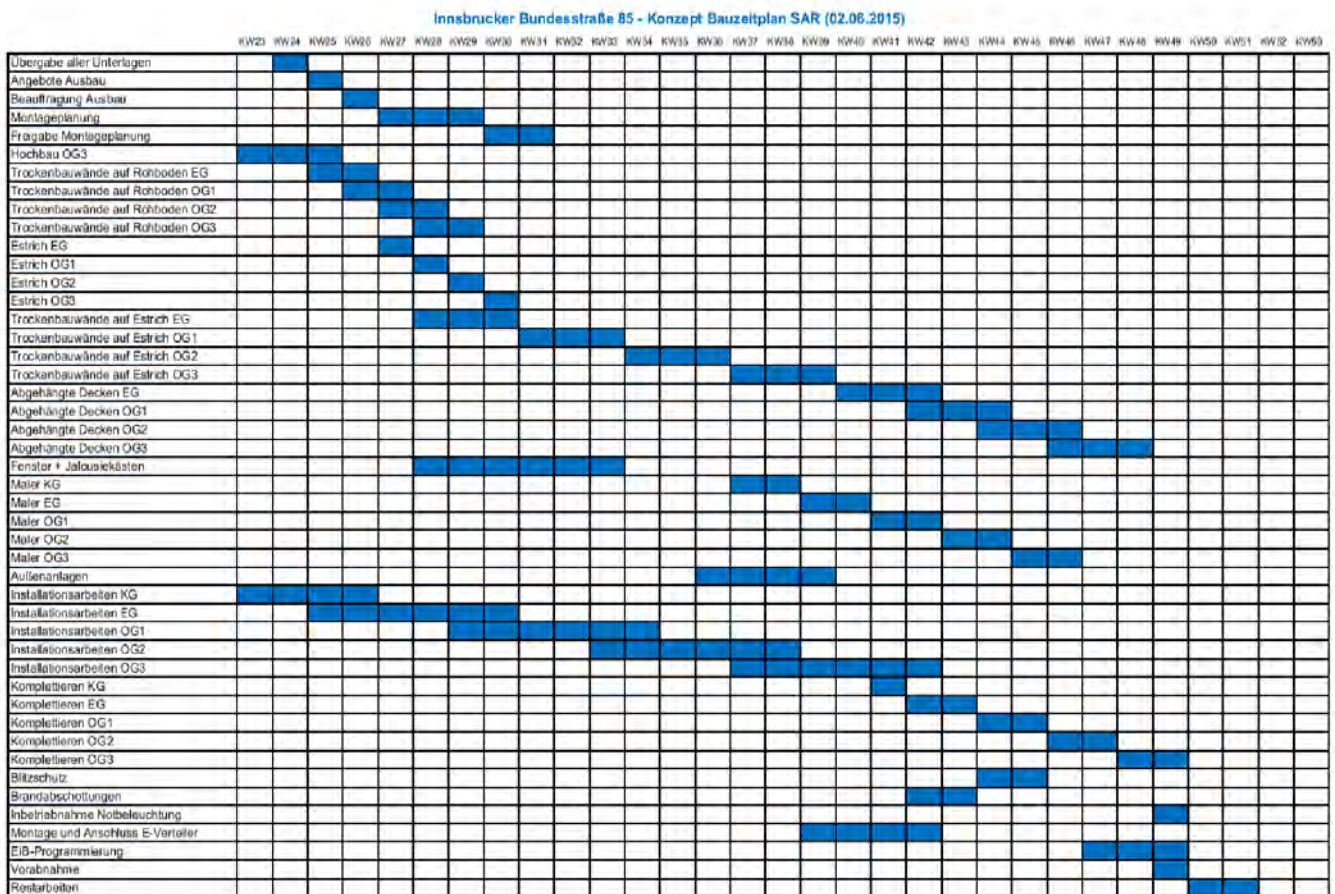 Innsbrucker Bundesstraße 85 - Konzept Bauzeitplan SAR (02.06.2015)
KW23 KW24 KW25 KW26 KW27 KW28 KW29 KW30 KW31 KW32 KW33 KW34 KW35 KW36 KW37 KW38 KW39 KW40 KW41 KW42 KW43 KW44 KW45 KW46 KW47 KW48 KW49 KW50 KW51 KW52 KW53
Übergabe aller Unterlagen
Angebote Ausbau
Beauftragung Ausbau
Montageplanung
Freigabe Montageplanung
Hochbau OG3
Trockenbauwände auf Rohboden EG
Trockenbauwände auf Rohboden OG1
Trockenbauwände auf Rohboden OG2
Trockenbauwände auf Rohboden OG3
Estrich EG
Estrich OG1
Estrich OG2
Estrich OG3
Trockenbauwände auf Estrich EG
Trockenbauwände auf Estrich OG1
Trockenbauwände auf Estrich OG2
Trockenbauwände auf Estrich OG3
Abgehängte Decken EG
Abgehängte Decken OG1
Abgehängte Decken OG2
Abgehängte Decken OG3
Fenster + Jalousiekästen
Maler KG
Maler EG
Maler OG1
Maler OG2
Maler OG3
Außenanlagen
Installationsarbeiten KG
Installationsarbeiten EG
Installationsarbeiten OG1
Installationsarbeiten OG2
Installationsarbeiten OG3
Komplettieren KG
Komplettieren EG
Komplettieren OG1
Komplettieren OG2
Komplettieren OG3
Blitzschutz
Brandabschottungen
Inbetriebnahme Notbeleuchtung
Montage und Anschluss E-Verteiler
EIB-Programmierung
Vorabnahme
Restarbeiten